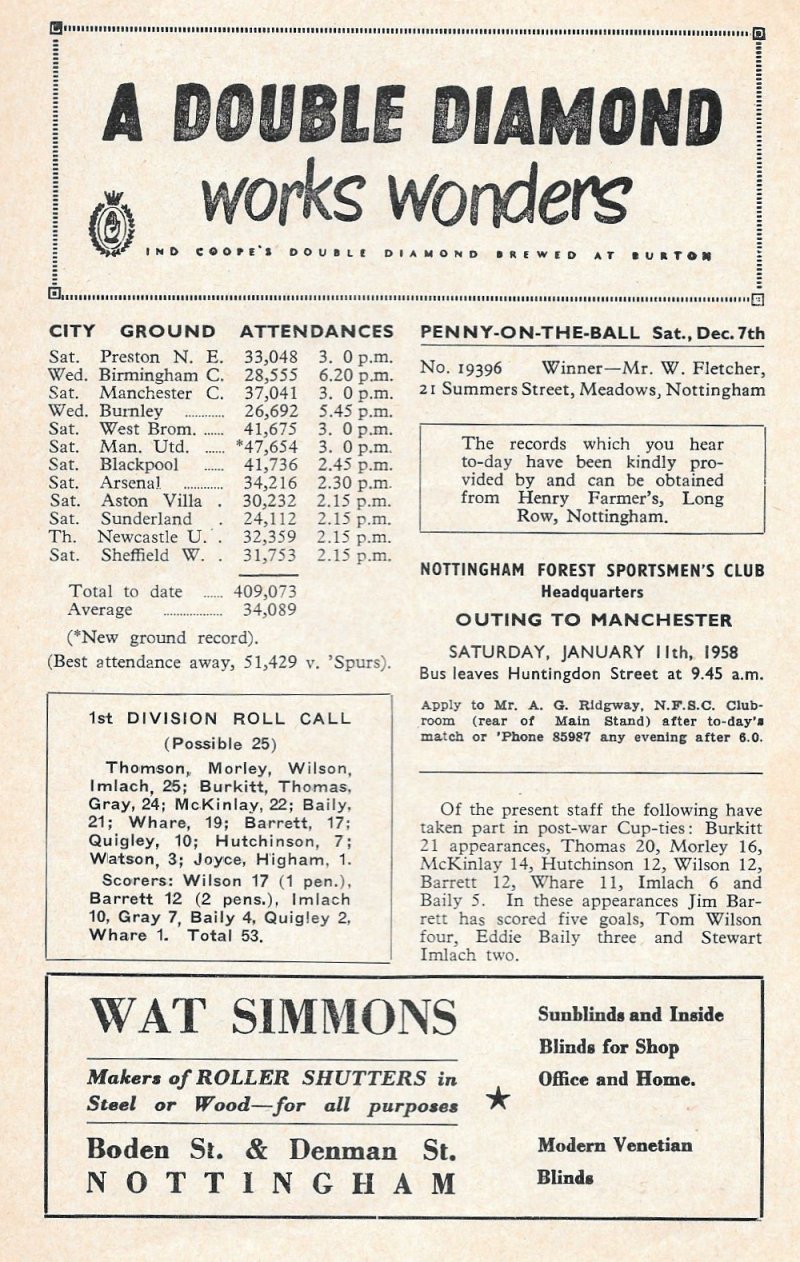 A DOUBLE DIAMOND
works wonders
IND COOPE'S DOUBLE DIAMOND BREWED AT BURTON
CITY GROUND ATTENDANCES
Sat. Preston N. E. 33,048 3. 0 p.m.
Wed. Birmingham C. 28,555 6.20 p.m.
Sat. Manchester C. 37,041 3. 0 p.m.
Wed. Burnley ........... 26,692 5.45 p.m.
Sat. West Brom. ...... 41,675 3. 0 p.m.
Sat. Man. Utd. ...... *47,654 3. 0 p.m.
Sat. Blackpool ...... 41,736 2.45 p.m.
Sat. Arsenal ........... 34,216 2.30 p.m.
Sat. Aston Villa . 30,232 2.15 p.m.
Sat. Sunderland . 24,112 2.15 p.m.
Th. Newcastle U. . 32,359 2.15 p.m.
Sat. Sheffield W. . 31,753 2.15 p.m.
Total to date ...... 409,073
Average ................. 34,089
(*New ground record).
(Best attendance away, 51,429 v. 'Spurs).
1st DIVISION ROLL CALL
(Possible 25)
Thomson, Morley, Wilson,
Imlach, 25; Burkitt, Thomas,
Gray, 24; McKinlay, 22; Baily,
21; Whare, 19; Barrett, 17;
Quigley, 10; Hutchinson, 7;
Watson, 3; Joyce, Higham, 1.
Scorers: Wilson 17 (1 pen.),
Barrett 12 (2 pens.), Imlach
10, Gray 7, Baily 4, Quigley 2,
Whare 1. Total 53.
PENNY-ON-THE-BALL Sat., Dec. 7th
No. 19396 Winner—Mr. W. Fletcher,
21 Summers Street, Meadows, Nottingham
The records which you hear
to-day have been kindly pro-
vided by and can be obtained
from Henry Farmer's, Long
Row, Nottingham.
NOTTINGHAM FOREST SPORTSMEN'S CLUB
Headquarters
OUTING TO MANCHESTER
SATURDAY, JANUARY 11th, 1958
Bus leaves Huntingdon Street at 9.45 a.m.
Apply to Mr. A. G. Ridgway, N.F.S.C. Club-
room (rear of Main Stand) after to-day's
match or 'Phone 85987 any evening after 6.0.
Of the present staff the following have
taken part in post-war Cup-ties: Burkitt
21 appearances, Thomas 20, Morley 16,
McKinlay 14, Hutchinson 12, Wilson 12,
Barrett 12, Whare 11, Imlach 6 and
Baily 5. In these appearances Jim Bar-
rett has scored five goals, Tom Wilson
four, Eddie Baily three and Stewart
Imlach two.
WAT SIMMONS
Makers of ROLLER SHUTTERS in
Steel or Wood—for all purposes
Boden St. & Denman St.
NOTTINGHAM
Sunblinds and Inside
Blinds for Shop
Office and Home.
Modern Venetian
Blinds